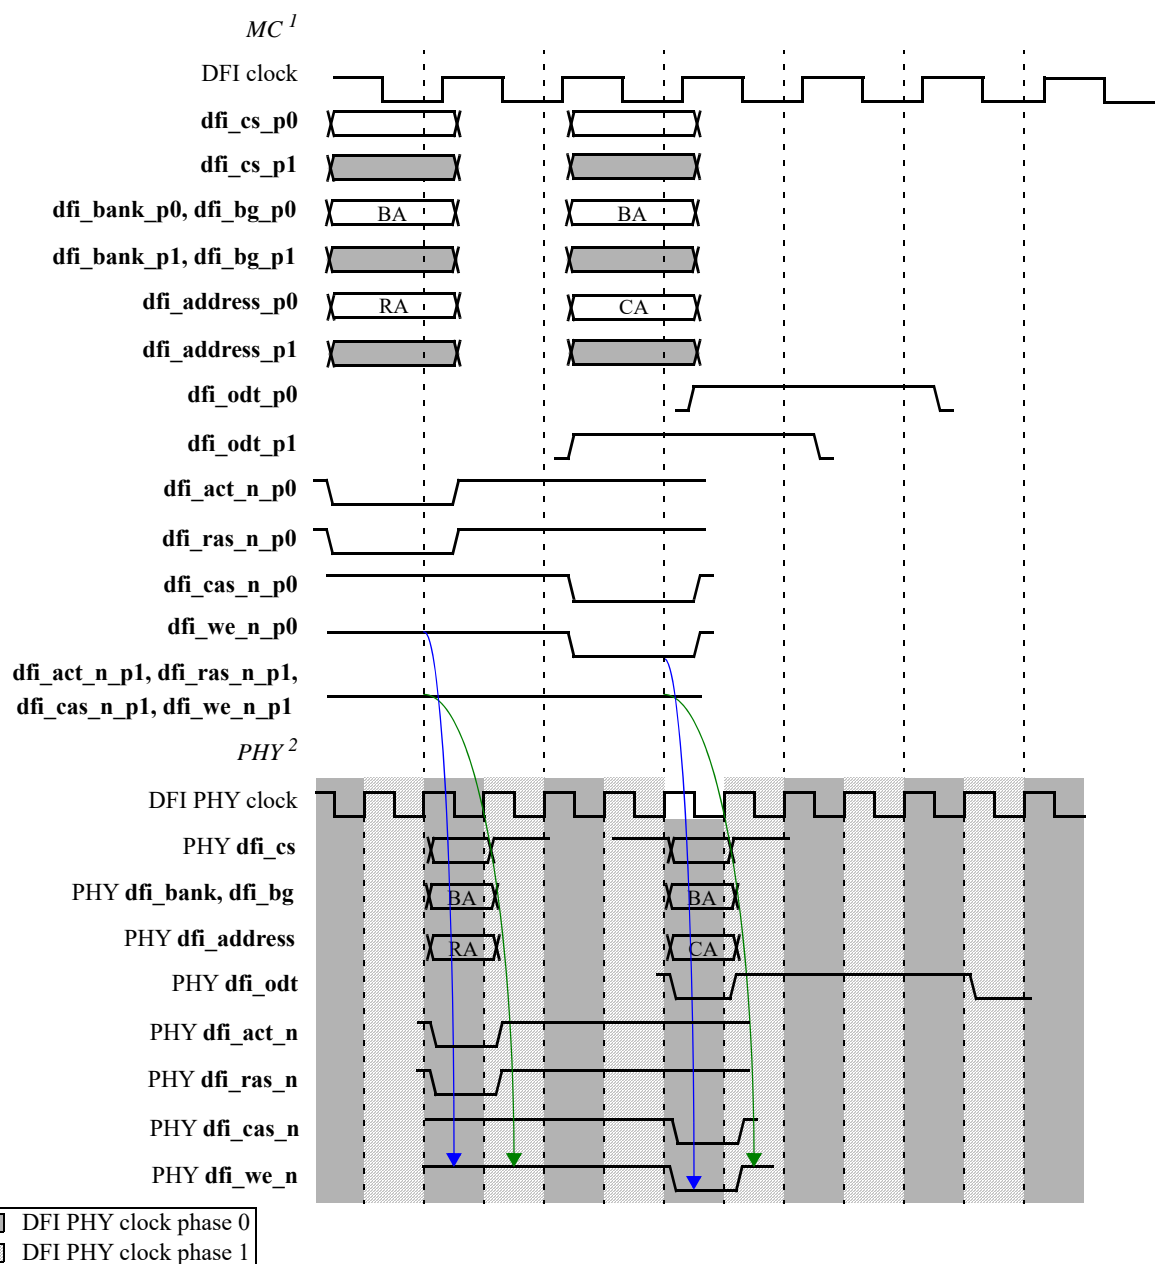 MC 1
DFI clock
dfi_cs_p0
dfi_cs_p1
dfi_bank_p0, dfi_bg_p0 BA BA
dfi_bank_p1, dfi_bg_p1
dfi_address_p0 RA CA
dfi_address_p1
dfi_odt_p0
dfi_odt_p1
dfi_act_n_p0
dfi_ras_n_p0
dfi_cas_n_p0
dfi_we_n_p0
dfi_act_n_p1, dfi_ras_n_p1,
dfi_cas_n_p1, dfi_we_n_p1
PHY 2
DFI PHY clock
PHY dfi_cs
PHY dfi_bank, dfi_bg BA BA
PHY dfi_address RA CA
PHY dfi_odt
PHY dfi_act_n
PHY dfi_ras_n
PHY dfi_cas_n
PHY dfi_we_n
DFI PHY clock phase 0
DFI PHY clock phase 1